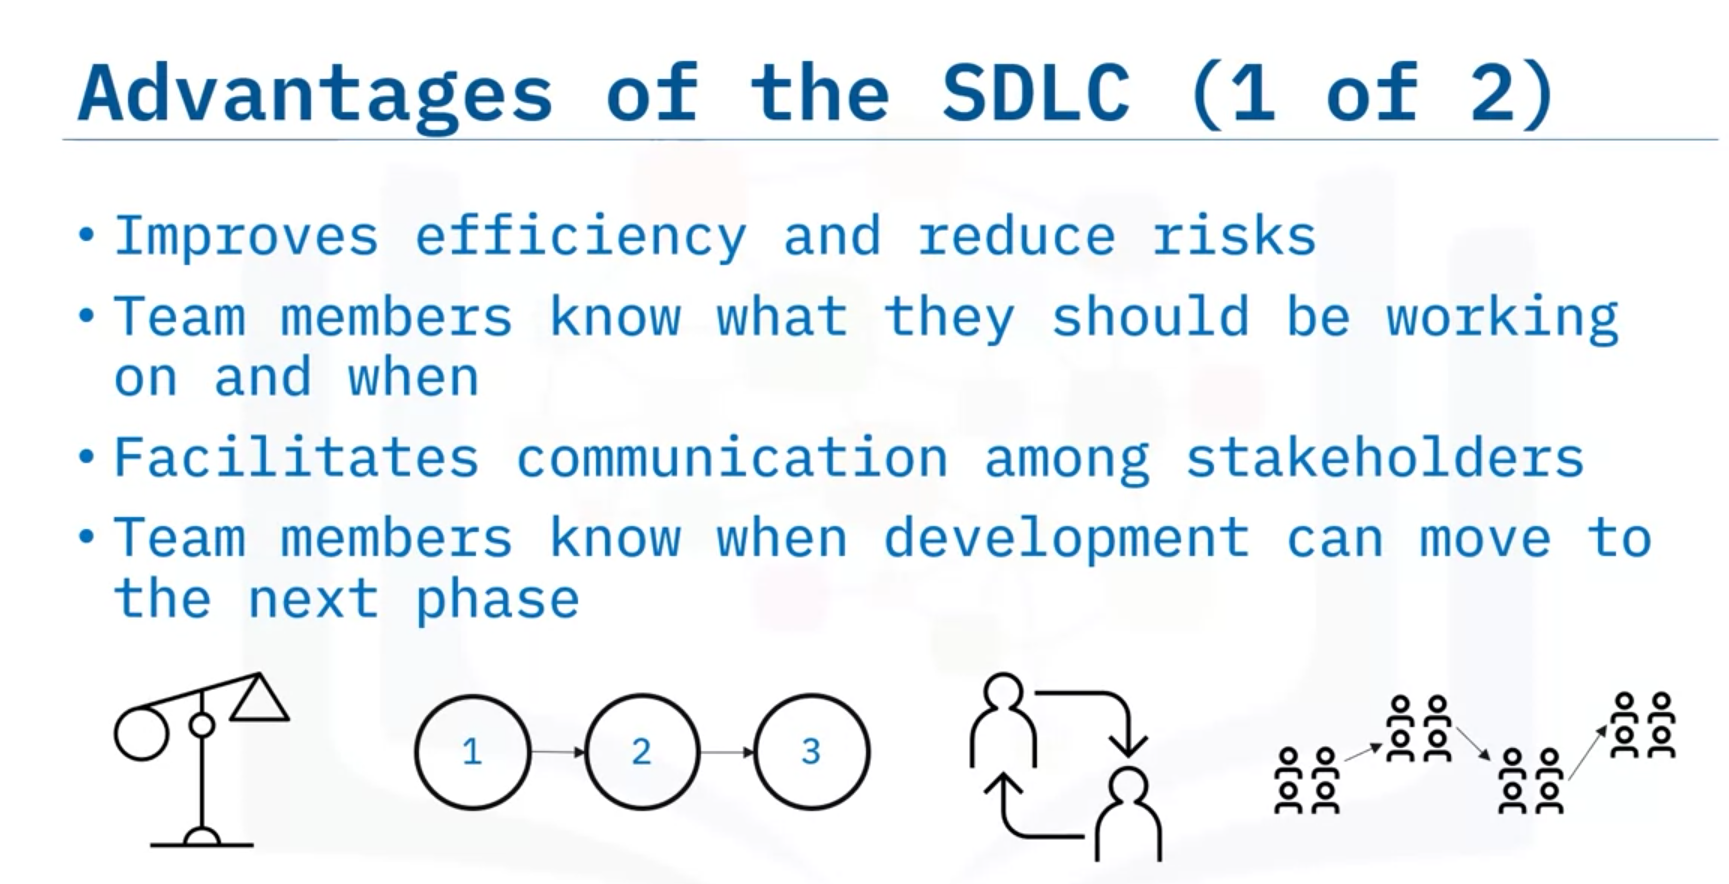 Advantages of the SDLC (1 of 2)
• Improves efficiency and reduce risks
• Team members know what they should be working
on and when
• Facilitates communication among stakeholders
• Team members know when development can move to
the next phase
1 2 3